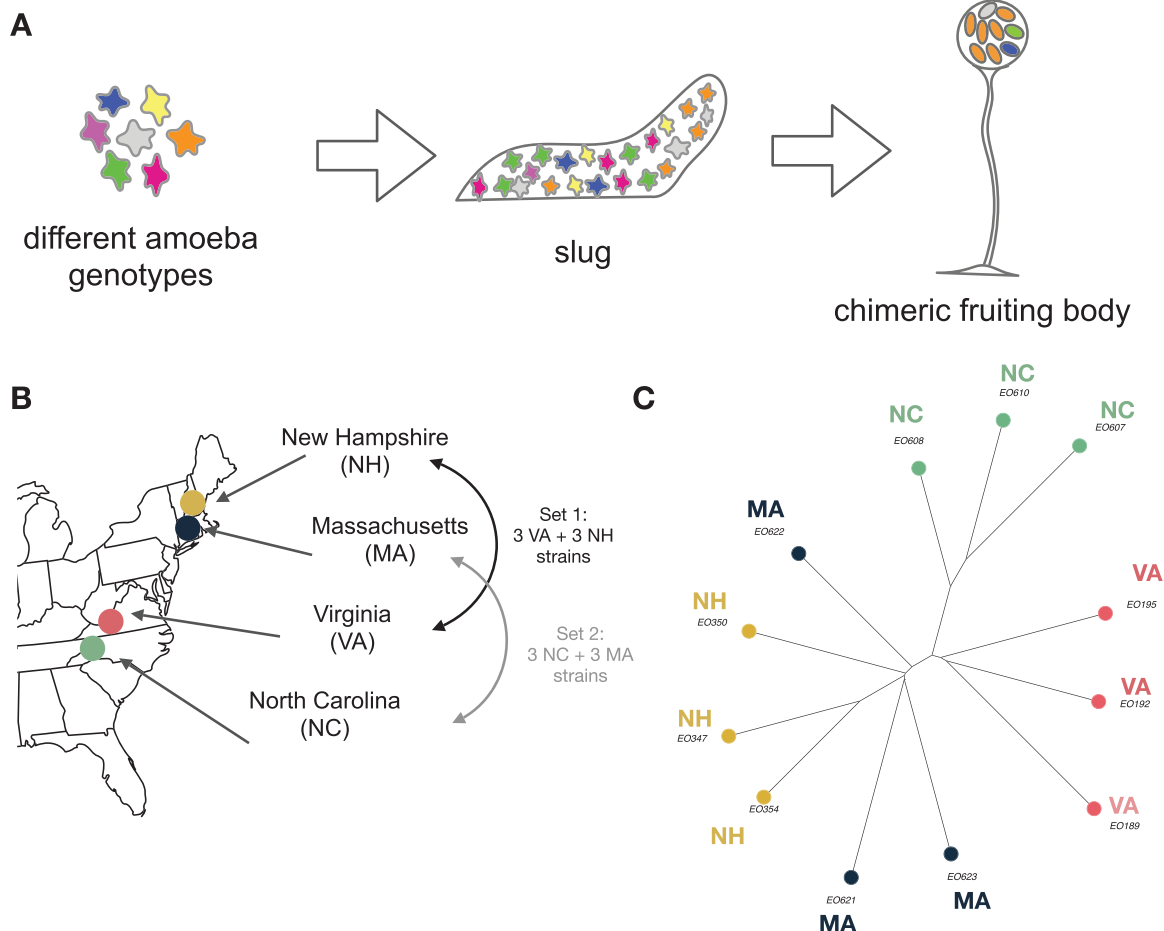 A
different amoeba
genotypes
slug
chimeric fruiting body
B
New Hampshire
(NH)
Massachusetts
(MA)
Virginia
(VA)
North Carolina
(NC)
Set 1:
3 VA + 3 NH
strains
Set 2:
3 NC + 3 MA
strains
C
NC
EO610
NC
EO607
NC
EO608
MA
EO622
VA
EO195
NH
EO350
VA
EO192
NH
EO347
VA
EO189
EO354
NH
EO623
MA
EO621
MA